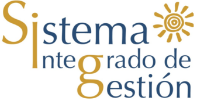 Sistema
Integrado de
gestión